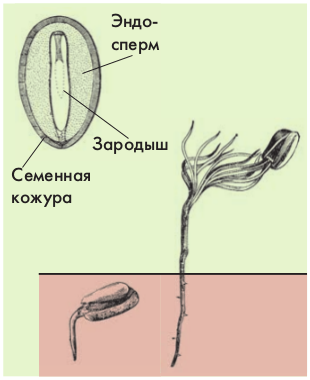 Эндо-
сперм
Зародыш
Семенная
кожура